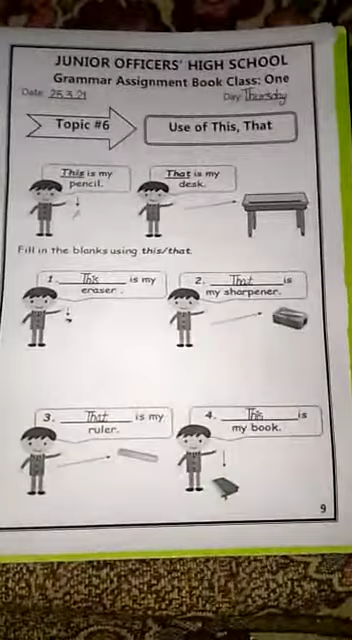 JUNIOR OFFICERS' HIGH SCHOOL
Grammar Assignment Book Class: One
Date: 25.3.21 Day: Thursday
Topic #6
Use of This, That
This is my
pencil.
That is my
desk.
Fill in the blanks using this/that.
1. This is my
eraser.
2. That is
my sharpener.
3. That is my
ruler.
4. This is
my book.
9